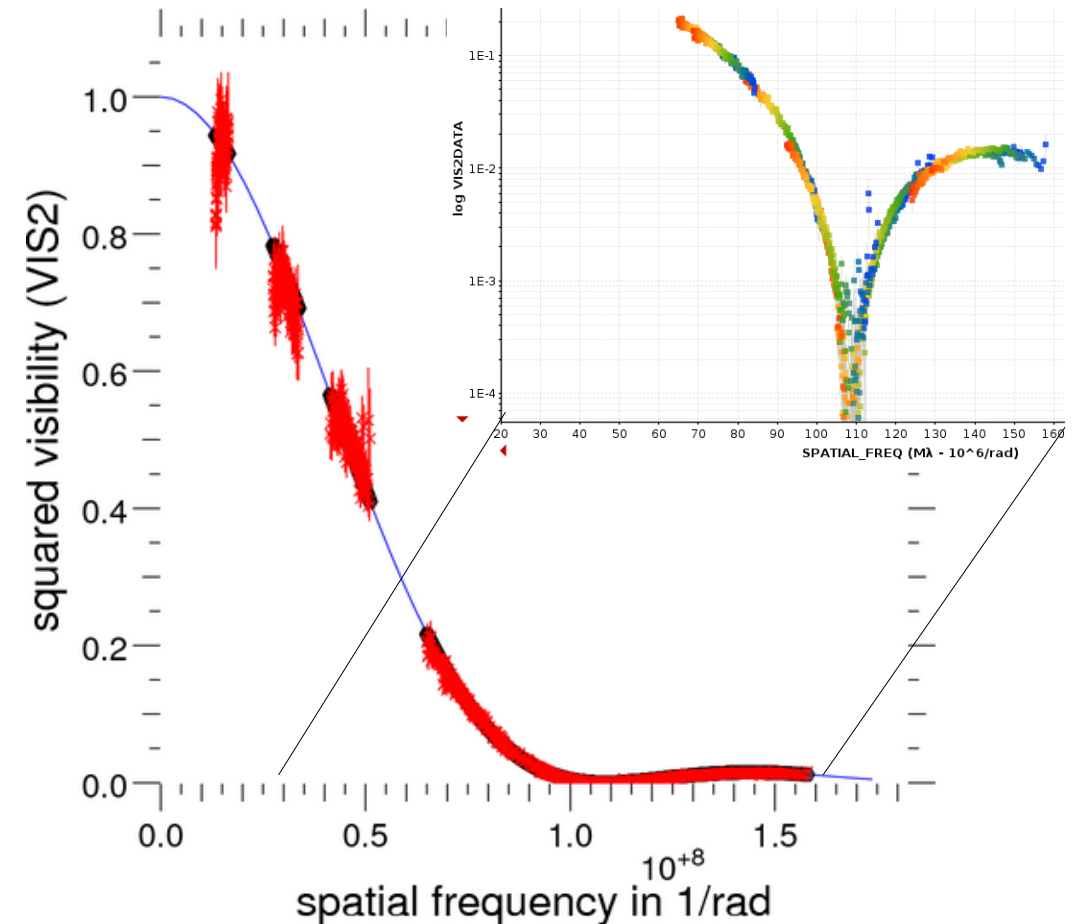 squared visibility (VIS2)
1.0
0.8
0.6
0.4
0.2
0.0
0.0 0.5 1.0 1.5
10+8
spatial frequency in 1/rad
log VIS2DATA
1E-1
1E-2
1E-3
1E-4
20 30 40 50 60 70 80 90 100 110 120 130 140 150 160
SPATIAL_FREQ (Mλ - 10^6/rad)